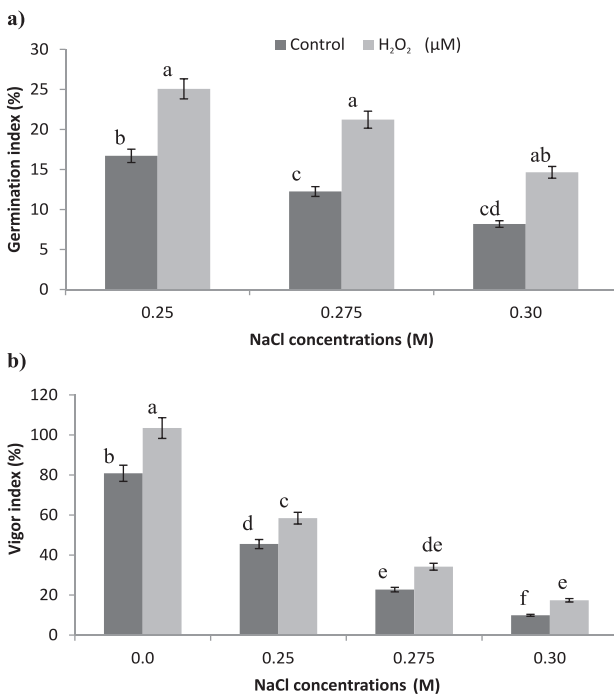 a)
Control H₂O₂ (µM)
30
25
20
15
10
5
0
Germination index (%)
b
a
c
a
cd
ab
0.25 0.275 0.30
NaCl concentrations (M)
b)
120
100
80
60
40
20
0
Vigor index (%)
b
a
d
c
e
de
f
e
0.0 0.25 0.275 0.30
NaCl concentrations (M)